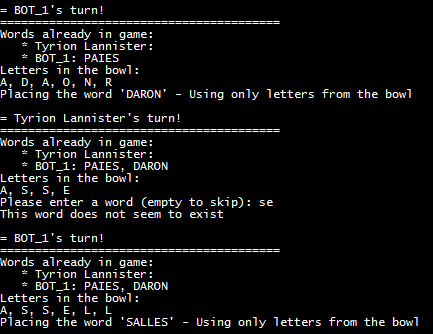 = BOT_1's turn!
========================================
Words already in game:
   * Tyrion Lannister:
   * BOT_1: PAIES
Letters in the bowl:
A, D, A, O, N, R
Placing the word 'DARON' - Using only letters from the bowl

= Tyrion Lannister's turn!
========================================
Words already in game:
   * Tyrion Lannister:
   * BOT_1: PAIES, DARON
Letters in the bowl:
A, S, S, E
Please enter a word (empty to skip): se
This word does not seem to exist

= BOT_1's turn!
========================================
Words already in game:
   * Tyrion Lannister:
   * BOT_1: PAIES, DARON
Letters in the bowl:
A, S, S, E, L, L
Placing the word 'SALLES' - Using only letters from the bowl